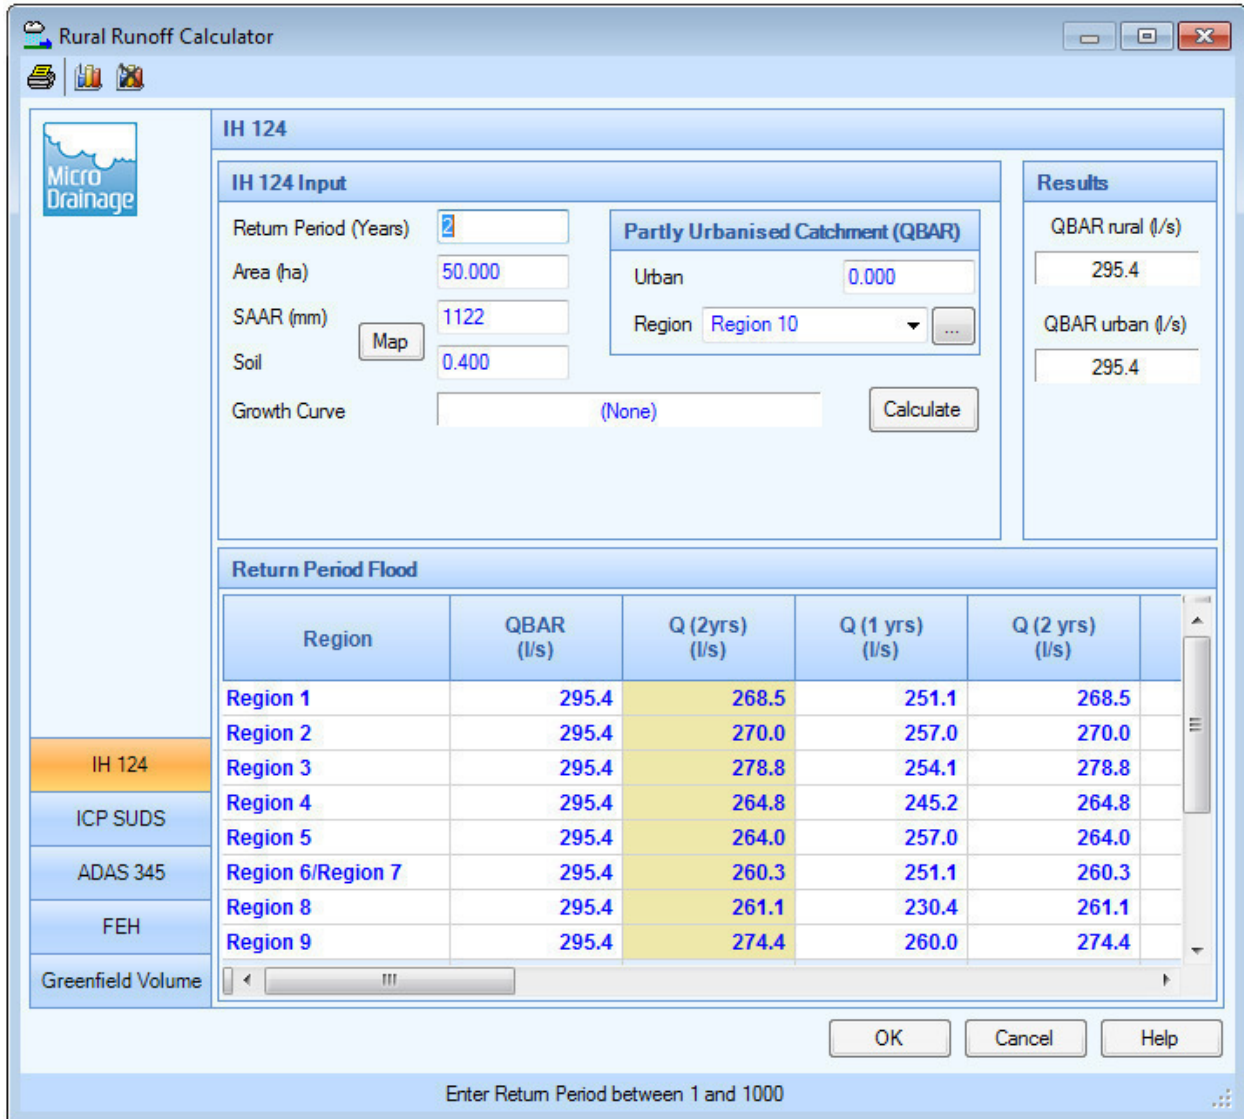 Rural Runoff Calculator
Micro
Drainage
IH 124
IH 124 Input
Return Period (Years) 2
Area (ha) 50.000
SAAR (mm) 1122
Map
Soil 0.400
Growth Curve (None)
Partly Urbanised Catchment (QBAR)
Urban 0.000
Region Region 10 ...
Calculate
Results
QBAR rural (l/s)
295.4
QBAR urban (l/s)
295.4
Return Period Flood
Region QBAR (l/s) Q (2yrs) (l/s) Q (1 yrs) (l/s) Q (2 yrs) (l/s)
Region 1 295.4 268.5 251.1 268.5
Region 2 295.4 270.0 257.0 270.0
Region 3 295.4 278.8 254.1 278.8
Region 4 295.4 264.8 245.2 264.8
Region 5 295.4 264.0 257.0 264.0
Region 6/Region 7 295.4 260.3 251.1 260.3
Region 8 295.4 261.1 230.4 261.1
Region 9 295.4 274.4 260.0 274.4
IH 124
ICP SUDS
ADAS 345
FEH
Greenfield Volume
OK Cancel Help
Enter Return Period between 1 and 1000